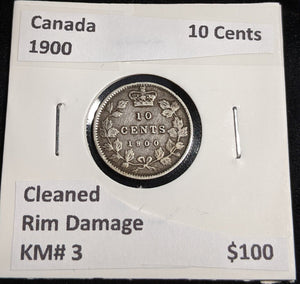 Canada 10 Cents
1900
10
CENTS
1900
Cleaned
Rim Damage
KM# 3 $100